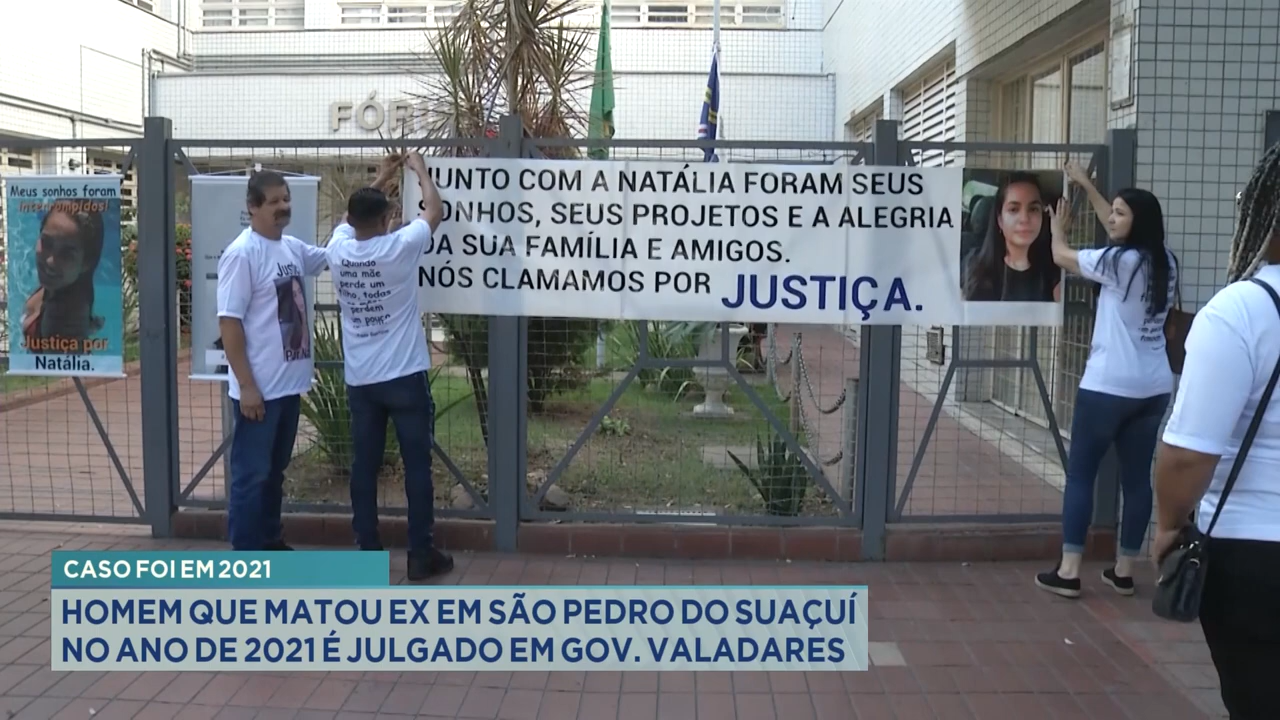 FÓRU
Meus sonhos foram
interrompidos!
Justiça por
Natália.
JUNTO COM A NATÁLIA FORAM SEUS
SONHOS, SEUS PROJETOS E A ALEGRIA
DA SUA FAMÍLIA E AMIGOS.
NÓS CLAMAMOS POR JUSTIÇA.
Quando
uma mãe
perde um
filho, todas
perdem
um pouco
CASO FOI EM 2021
HOMEM QUE MATOU EX EM SÃO PEDRO DO SUAÇUÍ
NO ANO DE 2021 É JULGADO EM GOV. VALADARES